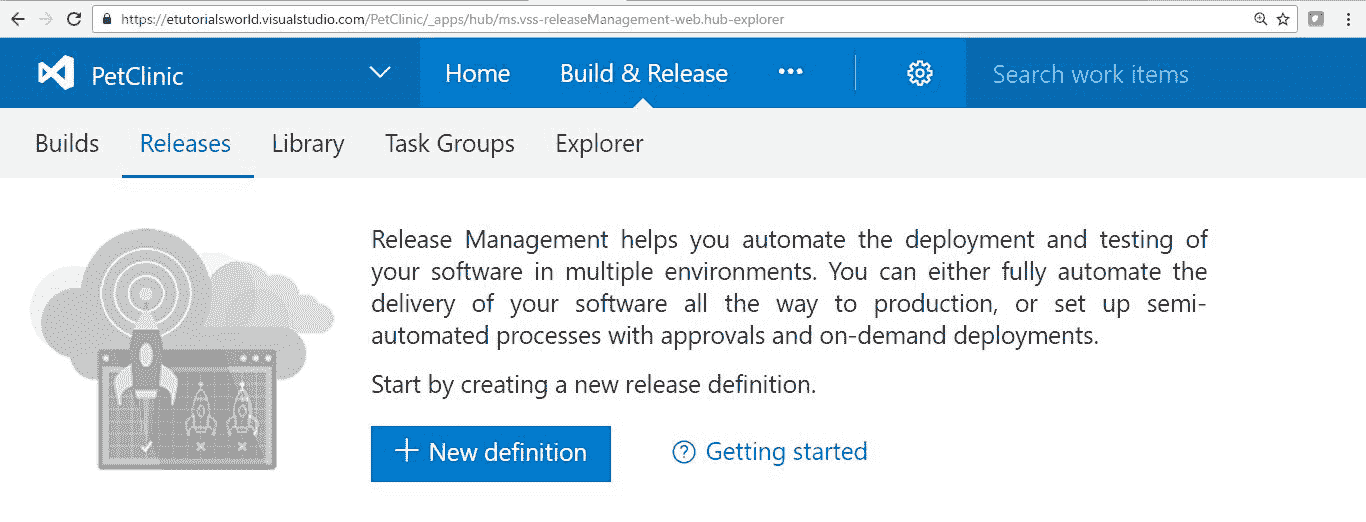 https://etutorialsworld.visualstudio.com/PetClinic/_apps/hub/ms.vss-releaseManagement-web.hub-explorer
PetClinic Home Build & Release ••• Search work items
Builds Releases Library Task Groups Explorer
Release Management helps you automate the deployment and testing of
your software in multiple environments. You can either fully automate the
delivery of your software all the way to production, or set up semi-
automated processes with approvals and on-demand deployments.
Start by creating a new release definition.
+ New definition ? Getting started